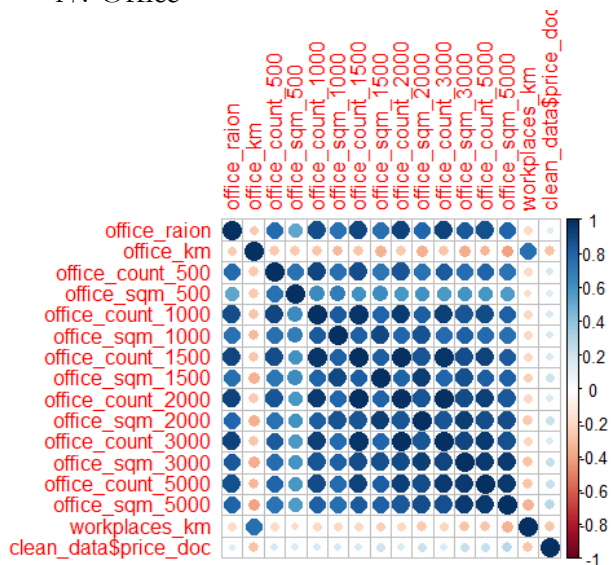 office_raion
office_km
office_count_500
office_sqm_500
office_count_1000
office_sqm_1000
office_count_1500
office_sqm_1500
office_count_2000
office_sqm_2000
office_count_3000
office_sqm_3000
office_count_5000
office_sqm_5000
workplaces_km
clean_data$price_doc
office_raion
office_km
office_count_500
office_sqm_500
office_count_1000
office_sqm_1000
office_count_1500
office_sqm_1500
office_count_2000
office_sqm_2000
office_count_3000
office_sqm_3000
office_count_5000
office_sqm_5000
workplaces_km
clean_data$price_doc
1
0.8
0.6
0.4
0.2
0
-0.2
-0.4
-0.6
-0.8
-1